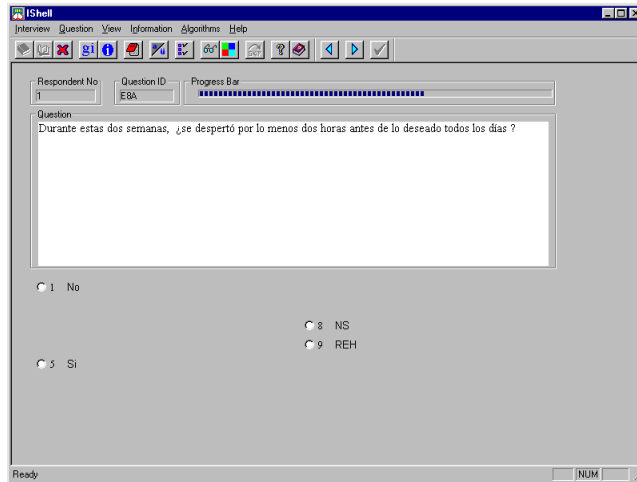 IShell
Interview Question View Information Algorithms Help
gi
Respondent No
Question ID
Progress Bar
1
E8A
Question
Durante estas dos semanas, ¿se despertó por lo menos dos horas antes de lo deseado todos los días ?
1 No
8 NS
9 REH
5 Si
Ready
NUM